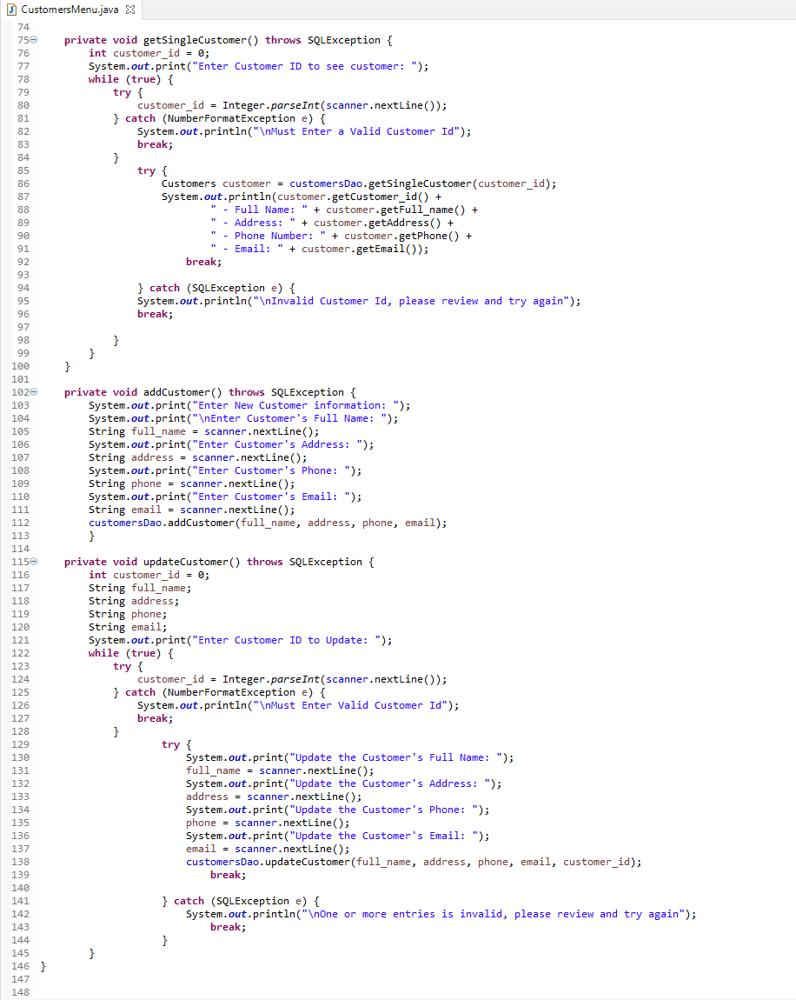 CustomersMenu.java
74
75 private void getSingleCustomer() throws SQLException {
76 int customer_id = 0;
77 System.out.print("Enter Customer ID to see customer: ");
78 while (true) {
79 try {
80 customer_id = Integer.parseInt(scanner.nextLine());
81 } catch (NumberFormatException e) {
82 System.out.println("\nMust Enter a Valid Customer Id");
83 break;
84 }
85 try {
86 Customers customer = customersDao.getSingleCustomer(customer_id);
87 System.out.println(customer.getCustomer_id() +
88 " - Full Name: " + customer.getFull_name() +
89 " - Address: " + customer.getAddress() +
90 " - Phone Number: " + customer.getPhone() +
91 " - Email: " + customer.getEmail());
92 break;
93
94 } catch (SQLException e) {
95 System.out.println("\nInvalid Customer Id, please review and try again");
96 break;
97
98 }
99 }
100 }
101
102 private void addCustomer() throws SQLException {
103 System.out.print("Enter New Customer information: ");
104 System.out.print("\nEnter Customer's Full Name: ");
105 String full_name = scanner.nextLine();
106 System.out.print("Enter Customer's Address: ");
107 String address = scanner.nextLine();
108 System.out.print("Enter Customer's Phone: ");
109 String phone = scanner.nextLine();
110 System.out.print("Enter Customer's Email: ");
111 String email = scanner.nextLine();
112 customersDao.addCustomer(full_name, address, phone, email);
113 }
114
115 private void updateCustomer() throws SQLException {
116 int customer_id = 0;
117 String full_name;
118 String address;
119 String phone;
120 String email;
121 System.out.print("Enter Customer ID to Update: ");
122 while (true) {
123 try {
124 customer_id = Integer.parseInt(scanner.nextLine());
125 } catch (NumberFormatException e) {
126 System.out.println("\nMust Enter Valid Customer Id");
127 break;
128 }
129 try {
130 System.out.print("Update the Customer's Full Name: ");
131 full_name = scanner.nextLine();
132 System.out.print("Update the Customer's Address: ");
133 address = scanner.nextLine();
134 System.out.print("Update the Customer's Phone: ");
135 phone = scanner.nextLine();
136 System.out.print("Update the Customer's Email: ");
137 email = scanner.nextLine();
138 customersDao.updateCustomer(full_name, address, phone, email, customer_id);
139 break;
140
141 } catch (SQLException e) {
142 System.out.println("\nOne or more entries is invalid, please review and try again");
143 break;
144 }
145 }
146 }
147
148